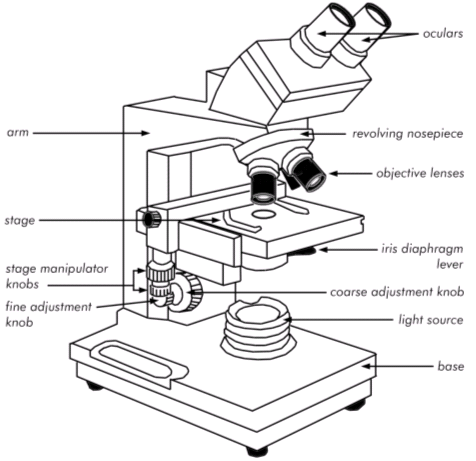 oculars
arm
revolving nosepiece
objective lenses
stage
iris diaphragm
lever
stage manipulator
knobs
coarse adjustment knob
fine adjustment
knob
light source
base